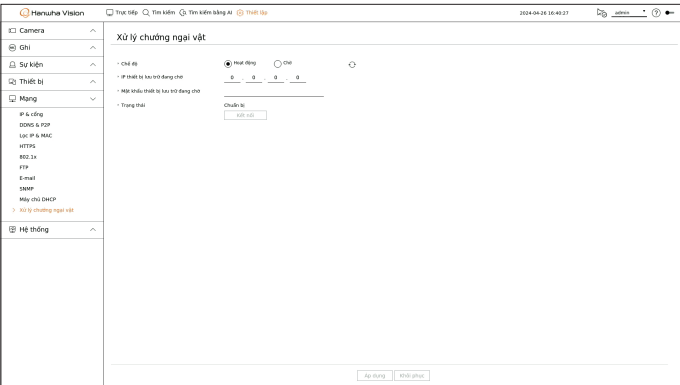 Hanwha Vision
Trực tiếp Tìm kiếm Tìm kiếm bằng AI Thiết lập
2024-04-26 16:40:27 admin
Camera
Ghi
Sự kiện
Thiết bị
Mạng
IP & cổng
DDNS & P2P
Lọc IP & MAC
HTTPS
802.1x
FTP
E-mail
SNMP
Máy chủ DHCP
Xử lý chướng ngại vật
Hệ thống
Xử lý chướng ngại vật
Chế độ Hoạt động Chờ
IP thiết bị lưu trữ đang chờ 0 . 0 . 0 . 0
Mật khẩu thiết bị lưu trữ đang chờ
Trạng thái Chuẩn bị
Kết nối
Áp dụng Khôi phục